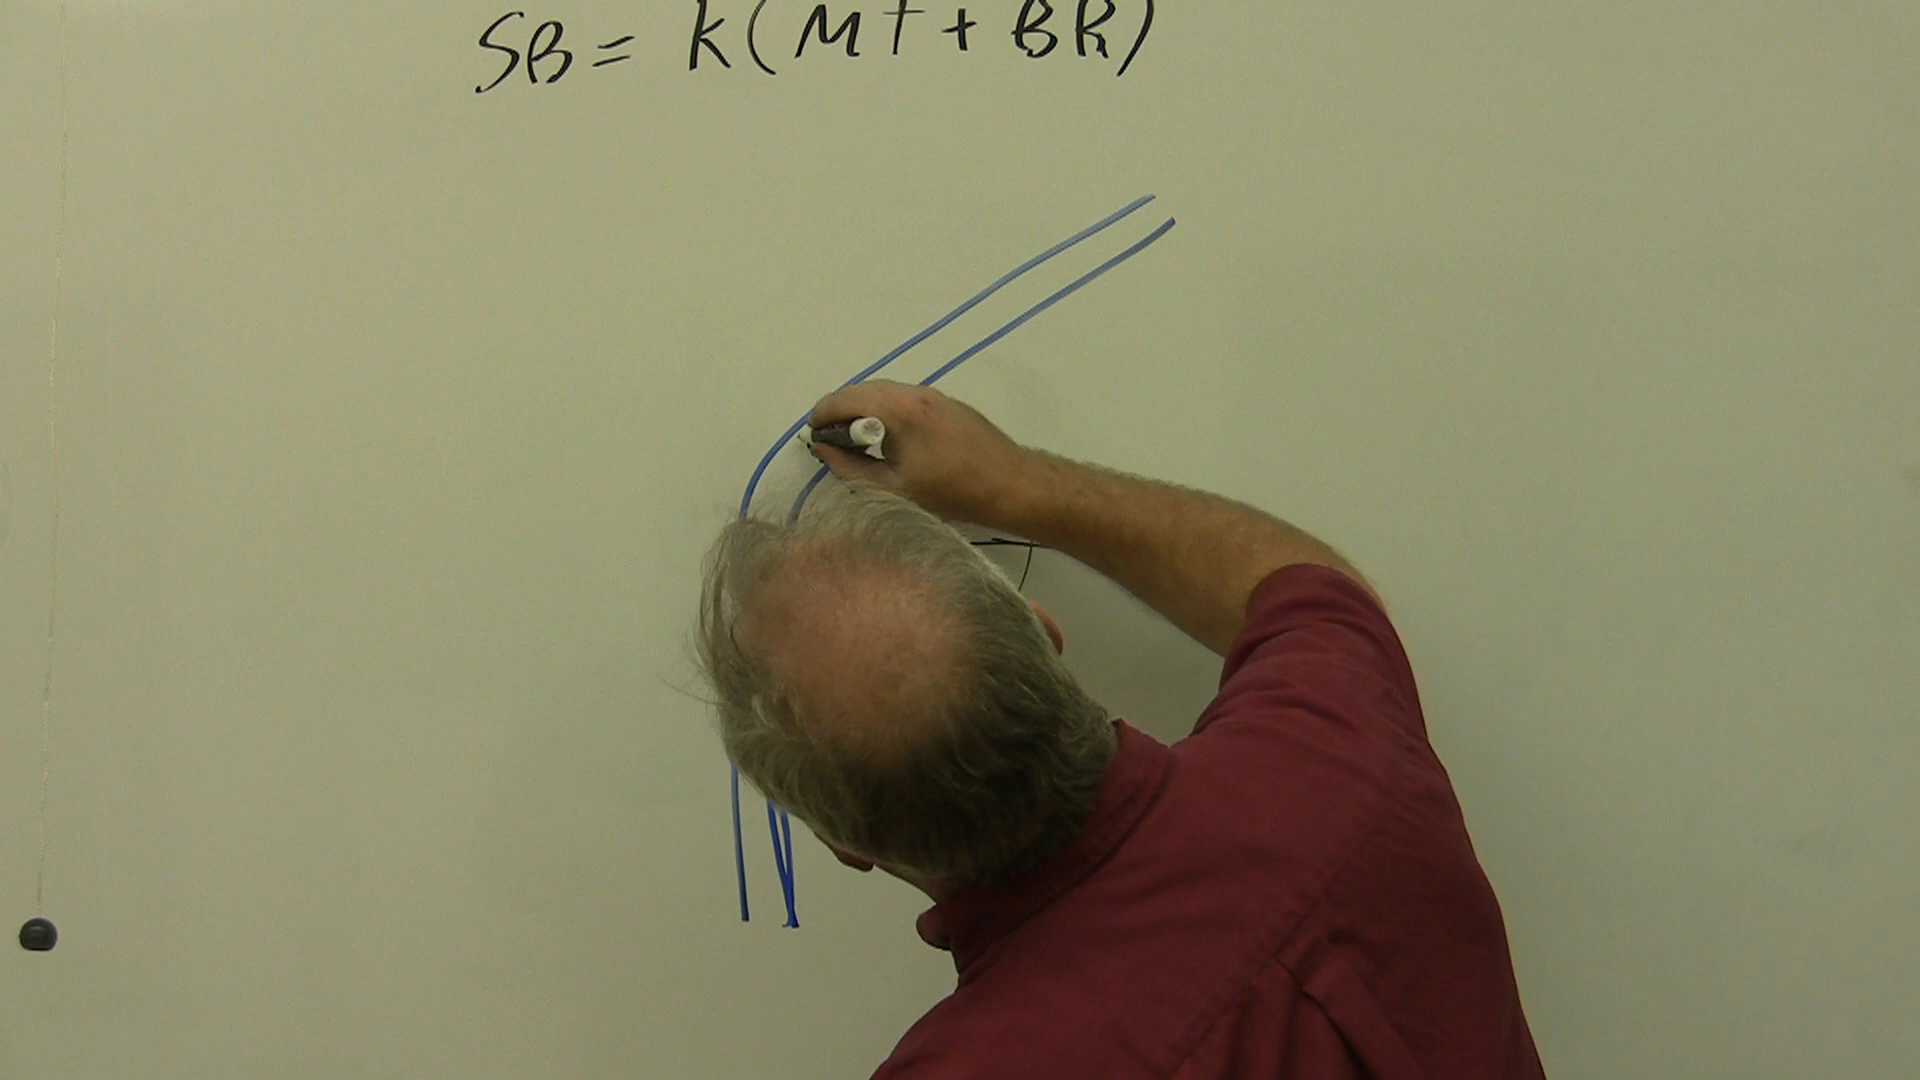 SB = K(MT + BR)